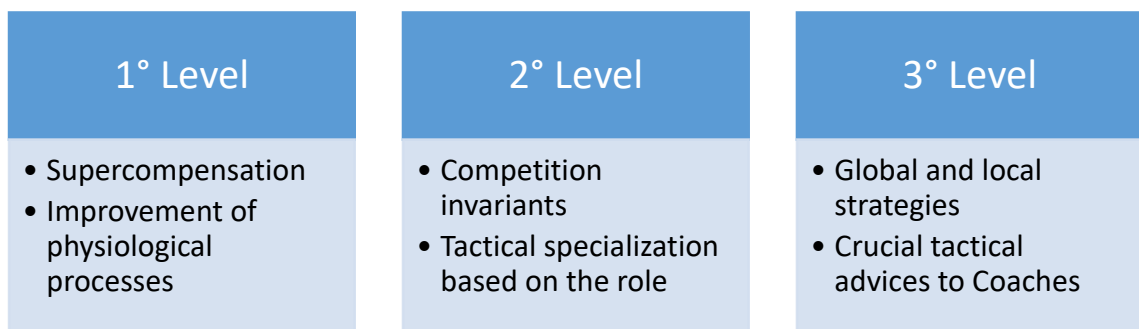 1° Level
• Supercompensation
• Improvement of
physiological
processes
2° Level
• Competition
invariants
• Tactical specialization
based on the role
3° Level
• Global and local
strategies
• Crucial tactical
advices to Coaches